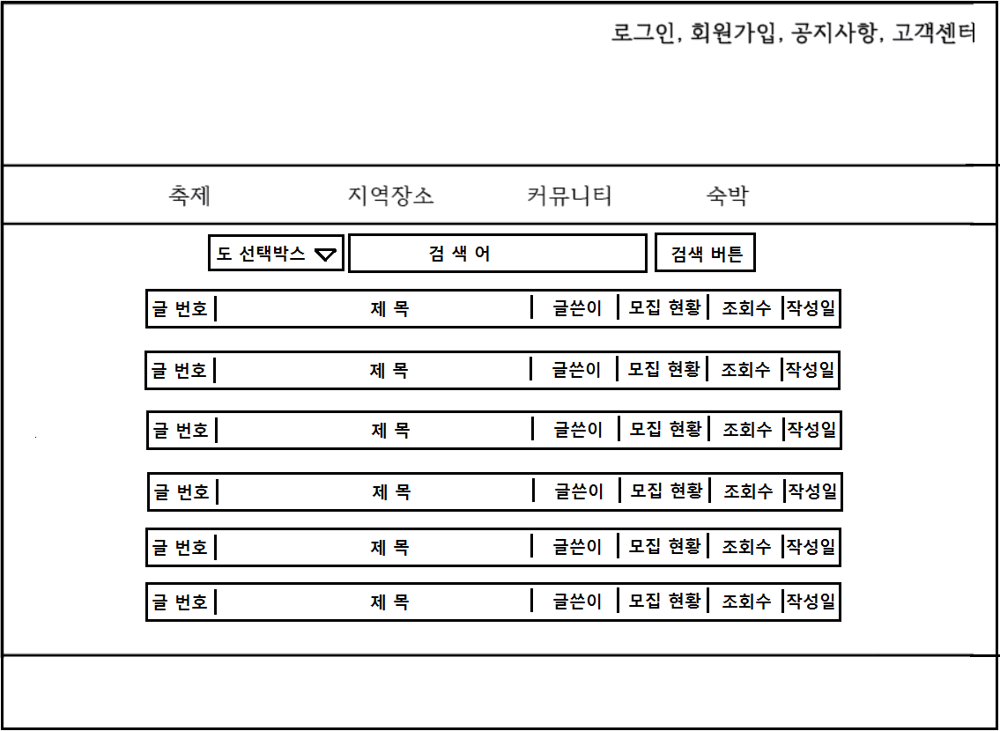 로그인, 회원가입, 공지사항, 고객센터
축제 지역장소 커뮤니티 숙박
도 선택박스 검 색 어 검색 버튼
글 번호 제 목 글쓴이 모집 현황 조회수 작성일
글 번호 제 목 글쓴이 모집 현황 조회수 작성일
글 번호 제 목 글쓴이 모집 현황 조회수 작성일
글 번호 제 목 글쓴이 모집 현황 조회수 작성일
글 번호 제 목 글쓴이 모집 현황 조회수 작성일
글 번호 제 목 글쓴이 모집 현황 조회수 작성일